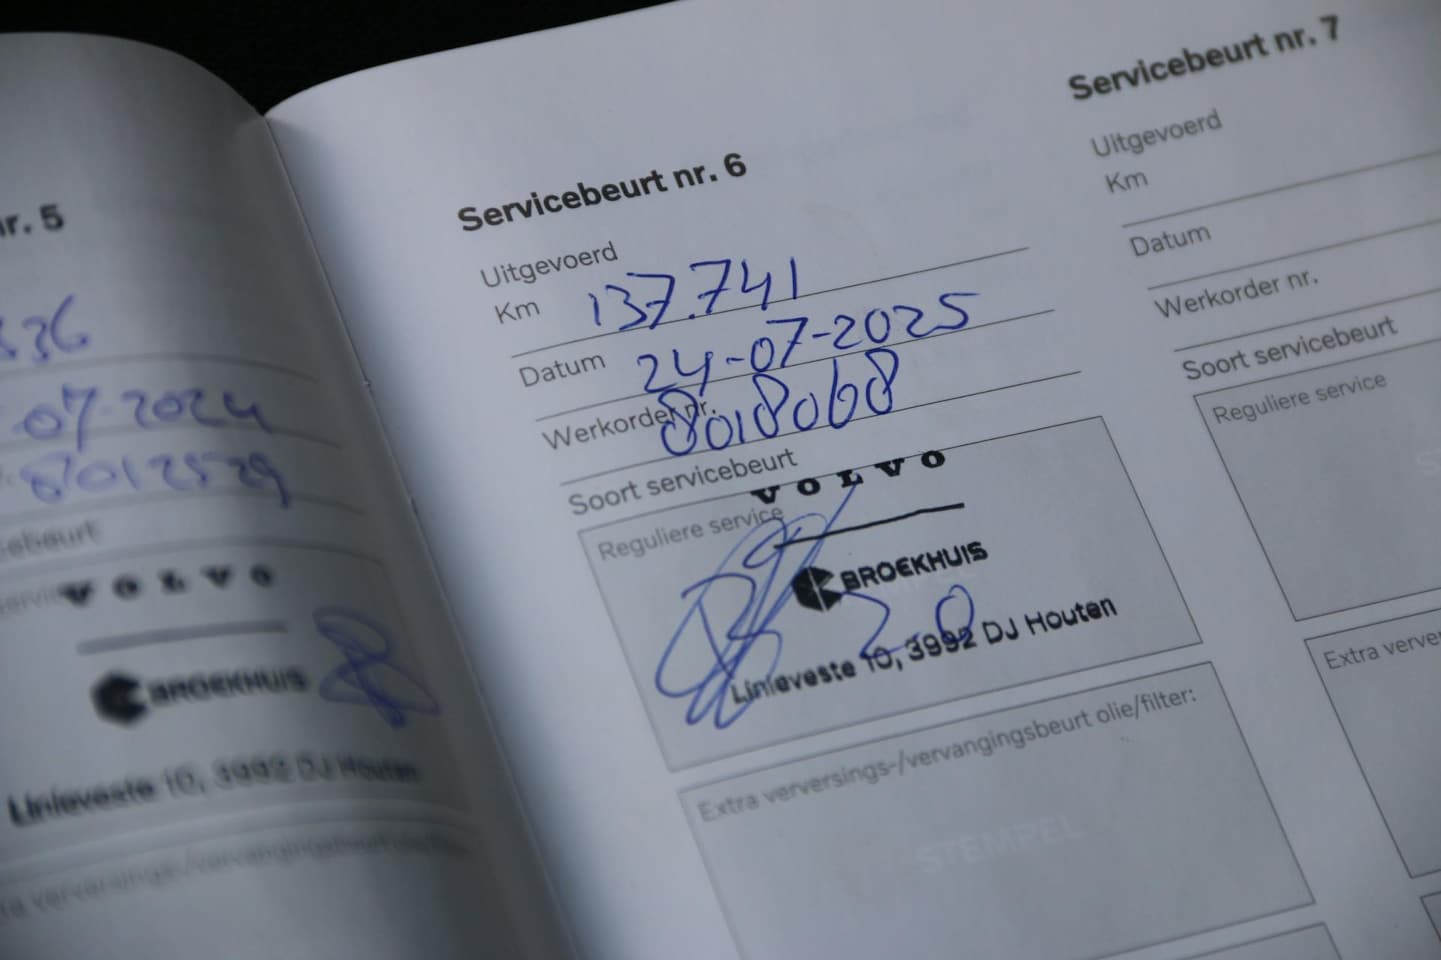 nr. 5
336
-07-2024
8012529
ebeurt
service
VOLVO
BROEKHUIS
Linieveste 10, 3992 DJ Houten
Servicebeurt nr. 6
Uitgevoerd
Km 137.741
Datum 24-07-2025
Werkorder nr. 8018068
Soort servicebeurt
Reguliere service
VOLVO
BROEKHUIS
Linieveste 10, 3992 DJ Houten
Extra verversings-/vervangingsbeurt olie/filter:
STEMPEL
Servicebeurt nr. 7
Uitgevoerd
Km
Datum
Werkorder nr.
Soort servicebeurt
Reguliere service
Extra verve